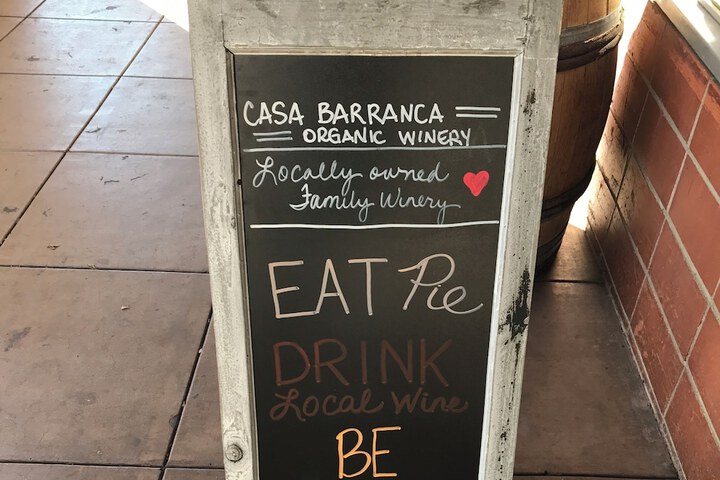 CASA BARRANCA
ORGANIC WINERY
Locally owned
Family Winery
EAT Pie
DRINK
Local Wine
BE